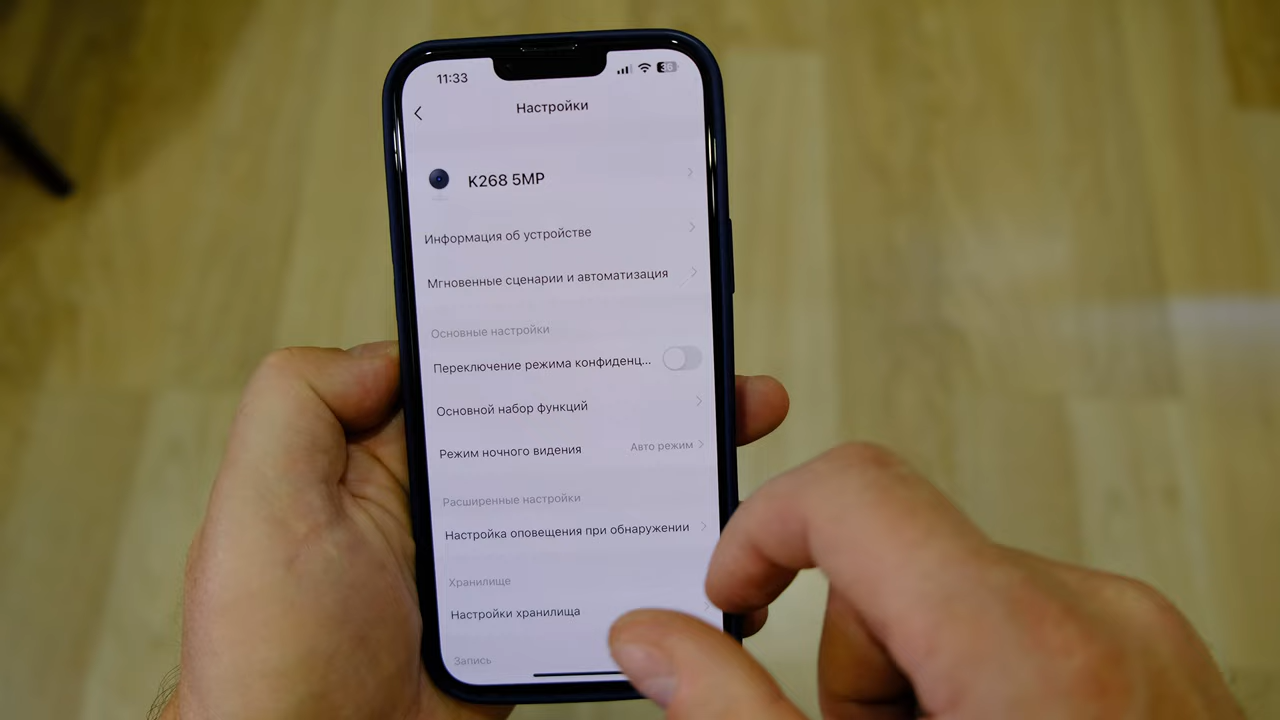 11:33
36
Настройки
K268 5MP
Информация об устройстве
Мгновенные сценарии и автоматизация
Основные настройки
Переключение режима конфиденц...
Основной набор функций
Режим ночного видения Авто режим
Расширенные настройки
Настройка оповещения при обнаружении
Хранилище
Настройки хранилища
Запись